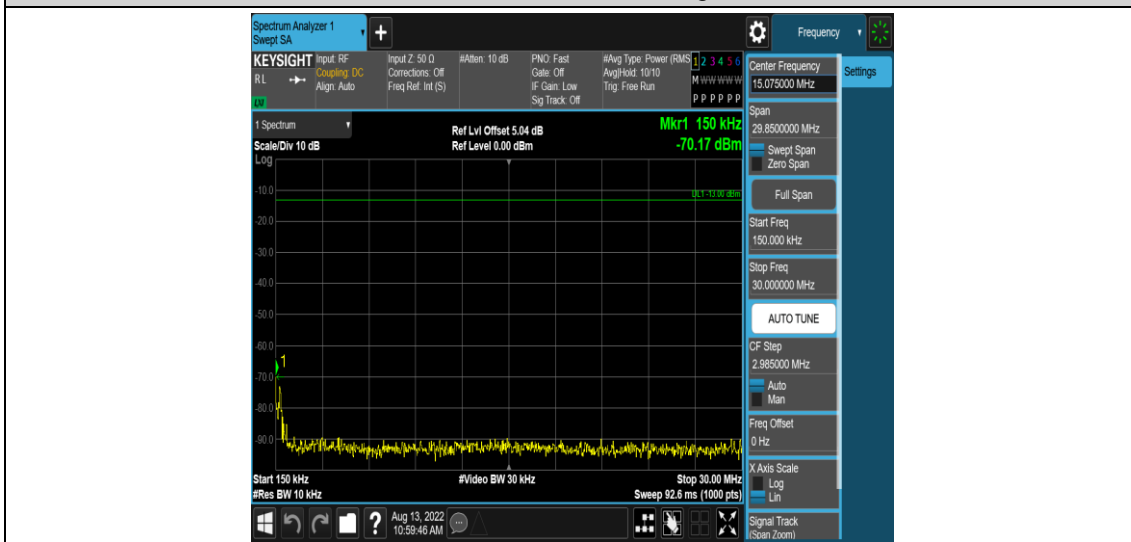 Spectrum Analyzer 1
Swept SA
+
Frequency
KEYSIGHT
RL
LXI
Input: RF
Coupling: DC
Align: Auto
Input Z: 50 Ω
Corrections: Off
Freq Ref: Int (S)
#Atten: 10 dB
PNO: Fast
Gate: Off
IF Gain: Low
Sig Track: Off
#Avg Type: Power (RMS
Avg|Hold: 10/10
Trig: Free Run
1 2 3 4 5 6
M W W W W W
P P P P P P
1 Spectrum
Scale/Div 10 dB
Log
Ref Lvl Offset 5.04 dB
Ref Level 0.00 dBm
Mkr1 150 kHz
-70.17 dBm
DL1 -13.00 dBm
-10.0
-20.0
-30.0
-40.0
-50.0
-60.0
-70.0
-80.0
-90.0
1
Start 150 kHz
#Res BW 10 kHz
#Video BW 30 kHz
Stop 30.00 MHz
Sweep 92.6 ms (1000 pts)
?
Aug 13, 2022
10:59:46 AM
Center Frequency
15.075000 MHz
Settings
Span
29.8500000 MHz
Swept Span
Zero Span
Full Span
Start Freq
150.000 kHz
Stop Freq
30.000000 MHz
AUTO TUNE
CF Step
2.985000 MHz
Auto
Man
Freq Offset
0 Hz
X Axis Scale
Log
Lin
Signal Track
(Span Zoom)